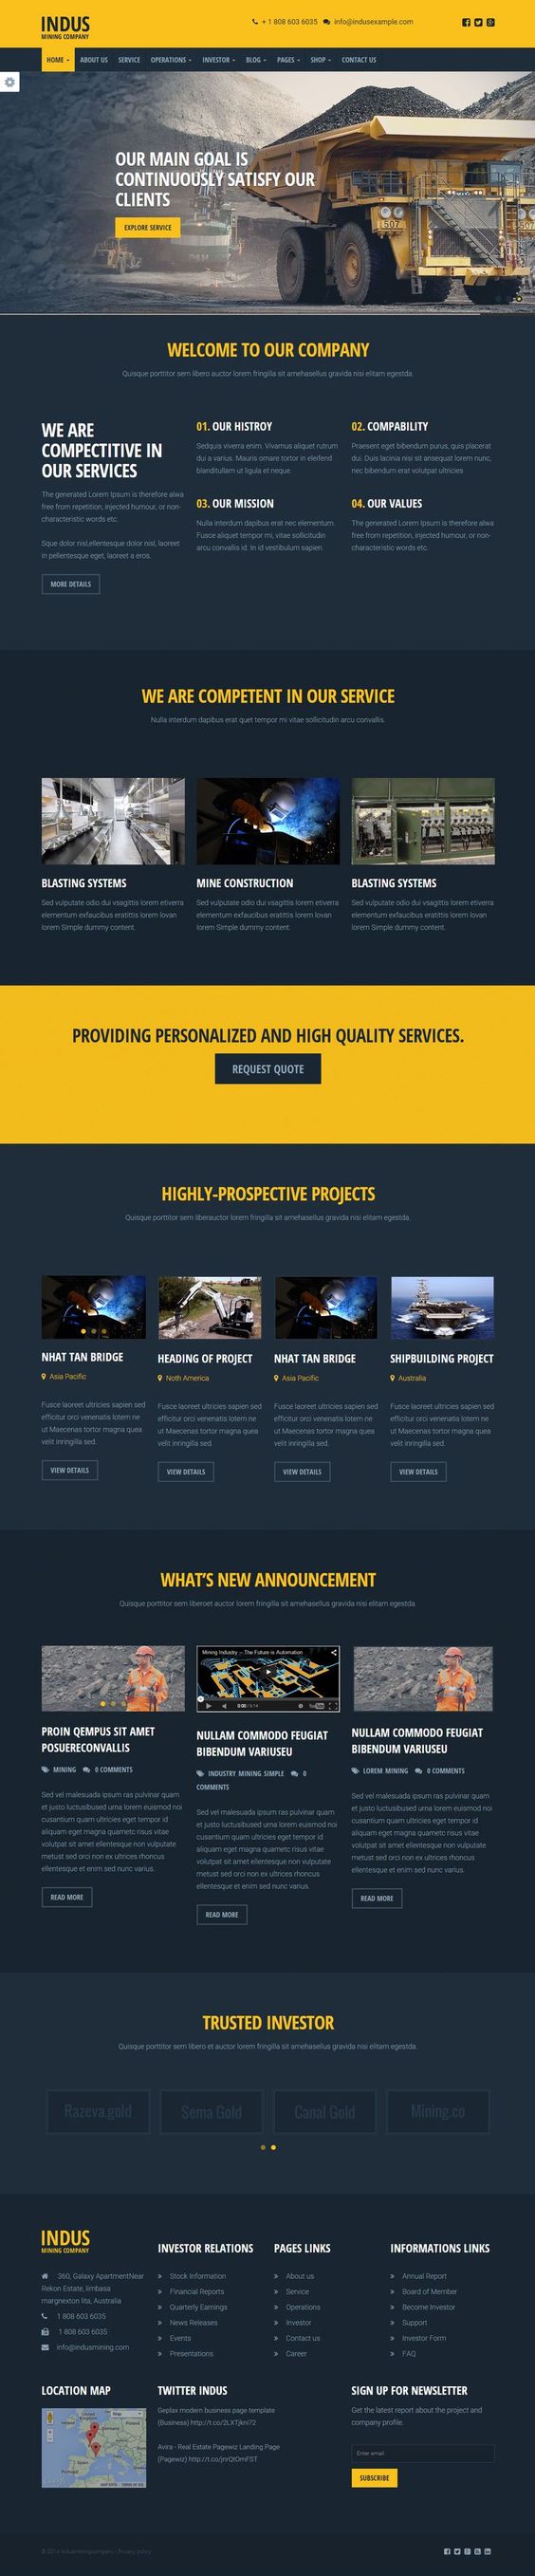 INDUS
MINING COMPANY
+ 1 808 603 6035 info@indusexample.com
HOME ABOUT US SERVICE OPERATIONS INVESTOR BLOG PAGES SHOP CONTACT US
OUR MAIN GOAL IS
CONTINUOUSLY SATISFY OUR
CLIENTS
EXPLORE SERVICE
507
WELCOME TO OUR COMPANY
Quisque porttitor sem libero auctor lorem fringilla sit amehasellus gravida nisi elitam egestda.
WE ARE
COMPECTITIVE IN
OUR SERVICES
The generated Lorem Ipsum is therefore alwa
free from repetition, injected humour, or non-
characteristic words etc.
Sque dolor nisl,ellentesque dolor nisl, laoreet
in pellentesque eget, laoreet a eros.
MORE DETAILS
01. OUR HISTROY
Sedquis viverra enim. Vivamus aliquet rutrum
dui a varius. Mauris ornare tortor in eleifend
blanditullam ut ligula et neque.
02. COMPABILITY
Praesent eget bibendum purus, quis placerat
dui. Duis lacinia nisi sit ansequat lorem nunc,
nec bibendum erat volutpat ultricies
03. OUR MISSION
Nulla interdum dapibus erat nec elementum.
Fusce aliquet tempor mi, vitae sollicitudin
arcu convallis id. In id vestibulum sapien.
04. OUR VALUES
The generated Lorem Ipsum is therefore alwa
free from repetition, injected humour, or non-
characteristic words etc.
WE ARE COMPETENT IN OUR SERVICE
Nulla interdum dapibus erat quet tempor mi vitae sollicitudin arcu convallis.
BLASTING SYSTEMS
Sed vulputate odio dui vsagittis lorem etiverra
elementum exfaucibus eratittis lorem lovan
lorem Simple dummy content.
MINE CONSTRUCTION
Sed vulputate odio dui vsagittis lorem etiverra
elementum exfaucibus eratittis lorem lovan
lorem Simple dummy content.
BLASTING SYSTEMS
Sed vulputate odio dui vsagittis lorem etiverra
elementum exfaucibus eratittis lorem lovan
lorem Simple dummy content.
PROVIDING PERSONALIZED AND HIGH QUALITY SERVICES.
REQUEST QUOTE
HIGHLY-PROSPECTIVE PROJECTS
Quisque porttitor sem liberauctor lorem fringilla sit amehasellus gravida nisi elitam egestda.
NHAT TAN BRIDGE
Asia Pacific
Fusce laoreet ultricies sapien sed
efficitur orci venenatis lotem ne
ut Maecenas tortor magna quea
velit inringilla sed.
VIEW DETAILS
HEADING OF PROJECT
Noth America
Fusce laoreet ultricies sapien sed
efficitur orci venenatis lotem ne
ut Maecenas tortor magna quea
velit inringilla sed.
VIEW DETAILS
NHAT TAN BRIDGE
Asia Pacific
Fusce laoreet ultricies sapien sed
efficitur orci venenatis lotem ne
ut Maecenas tortor magna quea
velit inringilla sed.
VIEW DETAILS
SHIPBUILDING PROJECT
Australia
Fusce laoreet ultricies sapien sed
efficitur orci venenatis lotem ne
ut Maecenas tortor magna quea
velit inringilla sed.
VIEW DETAILS
WHAT'S NEW ANNOUNCEMENT
Quisque porttitor sem liberoet auctor lorem fringilla sit amehasellus gravida nisi elitam egestda
PROIN QEMPUS SIT AMET
POSUERECONVALLIS
MINING 0 COMMENTS
Sed vel malesuada ipsum ras pulvinar quam
et justo luctusibused urna lorem euismod noi
cusantium quam ultricies eget tempor id
aliquam eget magna quametc risus vitae
volutpat sit amet ellentesque non vulputate
metust sed orci non ex ultrices rhoncus
ellentesque et enim sed nunc varius.
READ MORE
Mining Industry – The Future is Automation
NULLAM COMMODO FEUGIAT
BIBENDUM VARIUSEU
INDUSTRY MINING SIMPLE 0
COMMENTS
Sed vel malesuada ipsum ras pulvinar quam
et justo luctusibused urna lorem euismod noi
cusantium quam ultricies eget tempor id
aliquam eget magna quametc risus vitae
volutpat sit amet ellentesque non vulputate
metust sed orci non ex ultrices rhoncus
ellentesque et enim sed nunc varius.
READ MORE
NULLAM COMMODO FEUGIAT
BIBENDUM VARIUSEU
LOREM MINING 0 COMMENTS
Sed vel malesuada ipsum ras pulvinar quam
et justo luctusibused urna lorem euismod noi
cusantium quam ultricies eget tempor id
aliquam eget magna quametc risus vitae
volutpat sit amet ellentesque non vulputate
metust sed orci non ex ultrices rhoncus
ellentesque et enim sed nunc varius.
READ MORE
TRUSTED INVESTOR
Quisque porttitor sem libero et auctor lorem fringilla sit amehasellus gravida nisi elitam egestda.
Razeva.gold Soma Gold Canal Gold Mining.co
INDUS
MINING COMPANY
360, Galaxy ApartmentNear
Rekon Estate, limbasa
margnexton lita, Australia
1 808 603 6035
1 808 603 6035
info@indusmining.com
INVESTOR RELATIONS
Stock Information
Financial Reports
Quarterly Earnings
News Releases
Events
Presentations
PAGES LINKS
About us
Service
Operations
Investor
Contact us
Career
INFORMATIONS LINKS
Annual Report
Board of Member
Become Investor
Support
Investor Form
FAQ
LOCATION MAP
TWITTER INDUS
Geplax modern business page template
(Business) http://t.co/2LXTjkni72
Avira - Real Estate Pagewiz Landing Page
(Pagewiz) http://t.co/jnrQtOmFST
SIGN UP FOR NEWSLETTER
Get the latest report about the project and
company profile.
Enter email
SUBSCRIBE